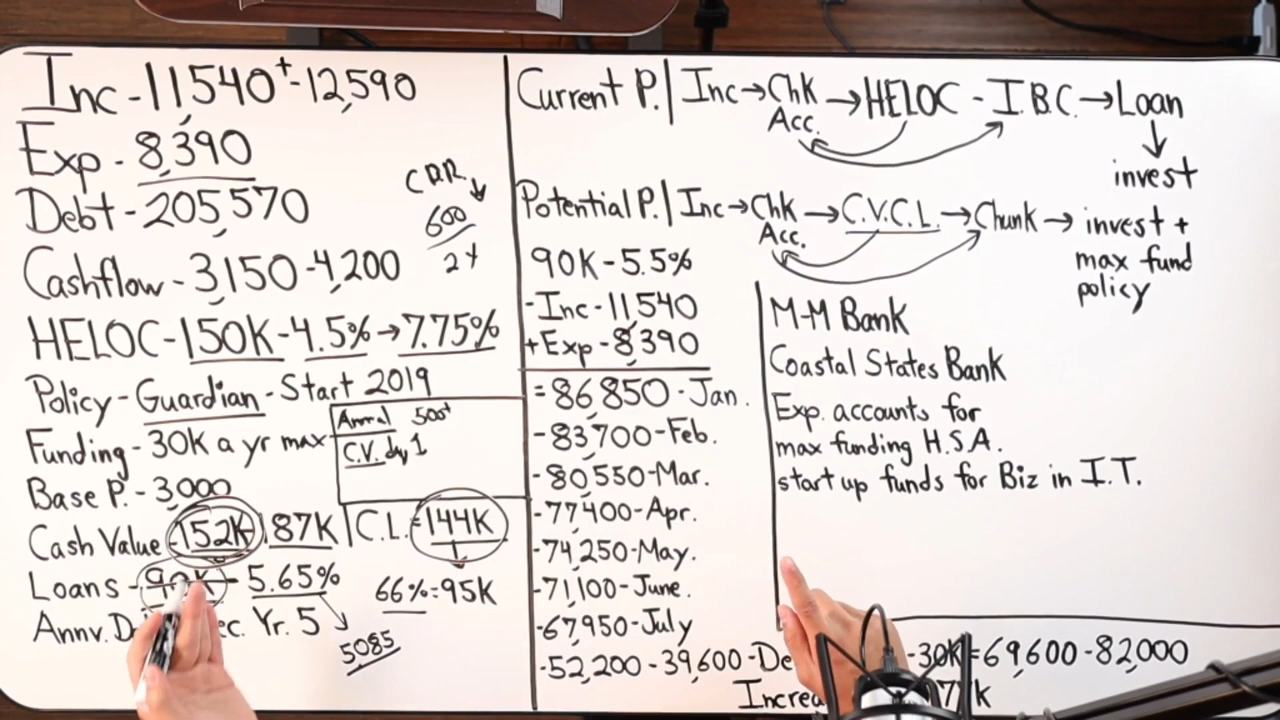 Inc - 11,540⁺ - 12,590
Exp - 8,390
Debt - 205,570
Cashflow - 3,150 - 4,200
HELOC - 150K - 4.5% → 7.75%
Policy - Guardian - Start 2019
Funding - 30K a yr max
Base P. - 3,000
Cash Value - 152K | 87K | C.L. = 144K
Loans - 90K - 5.65%
66% = 95K
Annv. ec. Yr. 5
5085
600
500⁺
C.V. day 1
Current P. | Inc → Chk Acc. → HELOC - I.B.C. → Loan
invest
Potential P. | Inc → Chk Acc. → C.V.C.L. → Chunk → invest +
max fund
policy
90K - 5.5%
- Inc - 11,540
+ Exp - 8,390
= 86,850 - Jan.
- 83,700 - Feb.
- 80,550 - Mar.
- 77,400 - Apr.
- 74,250 - May.
- 71,100 - June.
- 67,950 - July
- 52,200 - 39,600 - De
- 30K = 69,600 - 82,000
Increa
M-M Bank
Coastal States Bank
Exp. accounts for
max funding H.S.A.
start up funds for Biz in I.T.